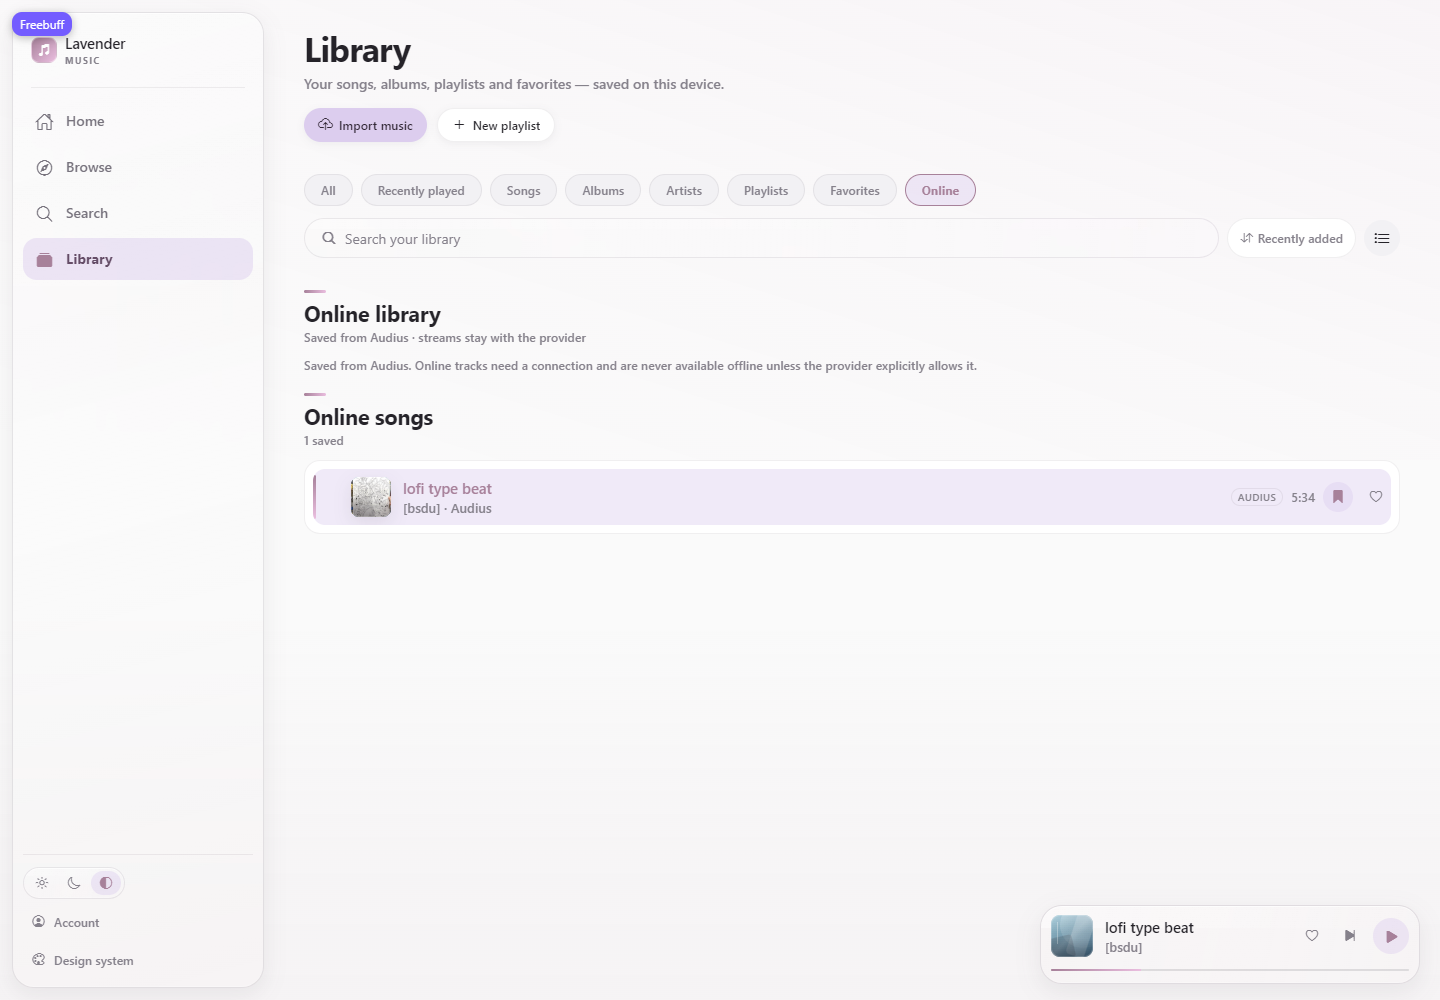 Freebuff
Lavender
MUSIC
Home
Browse
Search
Library
Account
Design system
Library
Your songs, albums, playlists and favorites — saved on this device.
Import music
New playlist
All
Recently played
Songs
Albums
Artists
Playlists
Favorites
Online
Search your library
Recently added
Online library
Saved from Audius · streams stay with the provider
Saved from Audius. Online tracks need a connection and are never available offline unless the provider explicitly allows it.
Online songs
1 saved
lofi type beat
[bsdu] · Audius
AUDIUS
5:34
lofi type beat
[bsdu]